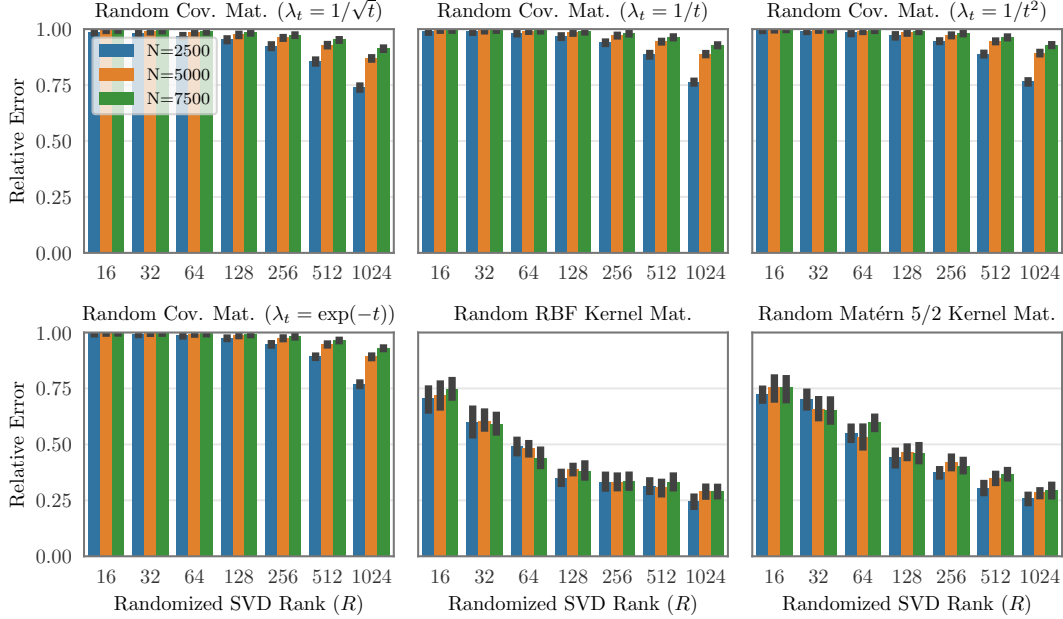 Random Cov. Mat. (λ_t = 1/√t)
Random Cov. Mat. (λ_t = 1/t)
Random Cov. Mat. (λ_t = 1/t²)
Relative Error
1.00
0.75
0.50
0.25
0.00
N=2500
N=5000
N=7500
16 32 64 128 256 512 1024
16 32 64 128 256 512 1024
16 32 64 128 256 512 1024
Random Cov. Mat. (λ_t = exp(−t))
Random RBF Kernel Mat.
Random Matérn 5/2 Kernel Mat.
Relative Error
1.00
0.75
0.50
0.25
0.00
16 32 64 128 256 512 1024
16 32 64 128 256 512 1024
16 32 64 128 256 512 1024
Randomized SVD Rank (R)
Randomized SVD Rank (R)
Randomized SVD Rank (R)